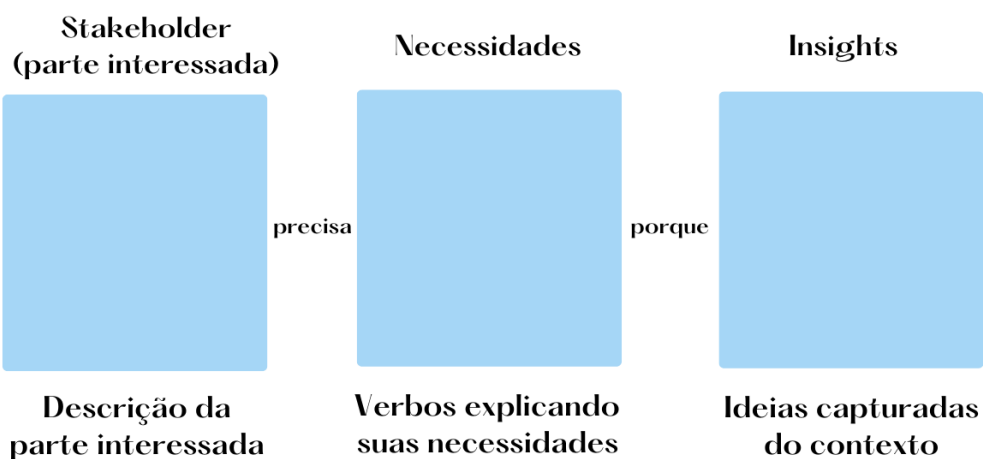 Stakeholder
(parte interessada)
Necessidades
Insights
precisa
porque
Descrição da
parte interessada
Verbos explicando
suas necessidades
Ideias capturadas
do contexto